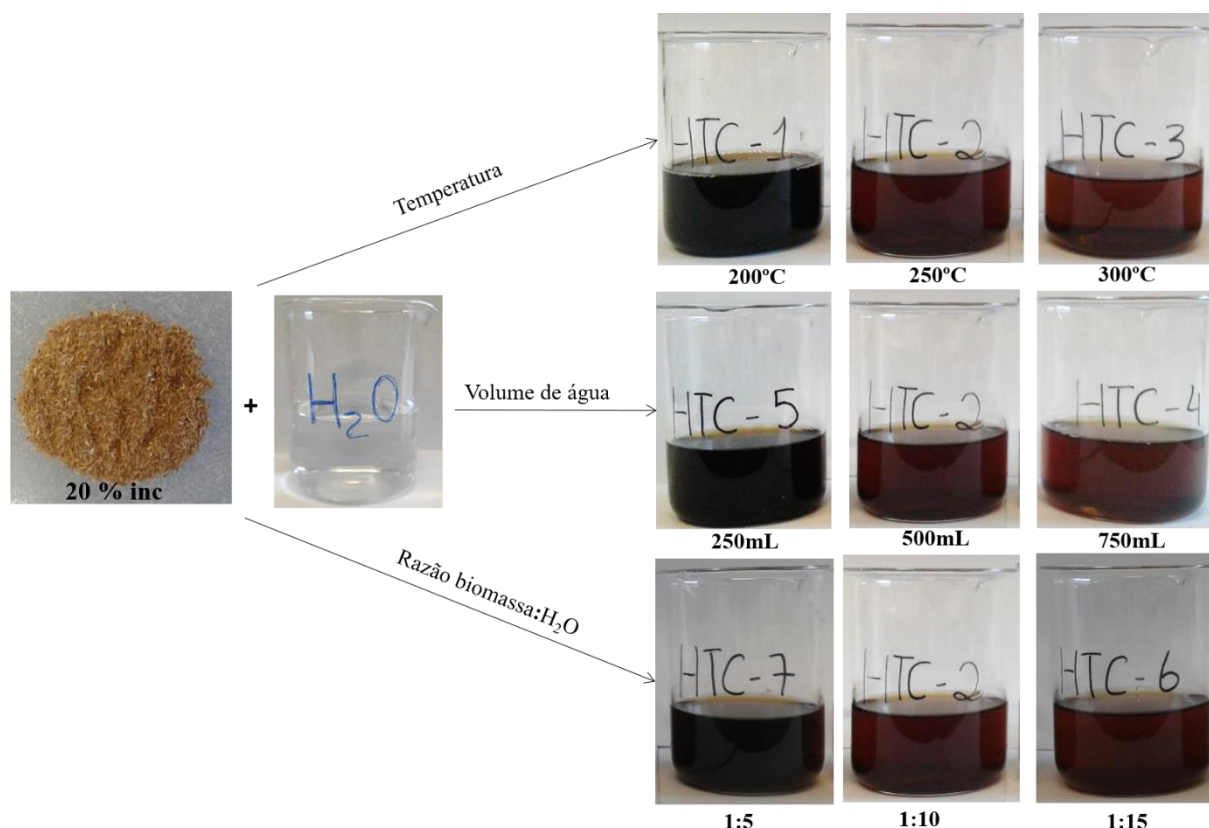 HTC-1
HTC-2
HTC-3
Temperatura
200ºC
250ºC
300ºC
20 % inc
+
H₂O
Volume de água
HTC-5
HTC-2
HTC-4
250mL
500mL
750mL
Razão biomassa:H₂O
HTC-7
HTC-2
HTC-6
1:5
1:10
1:15